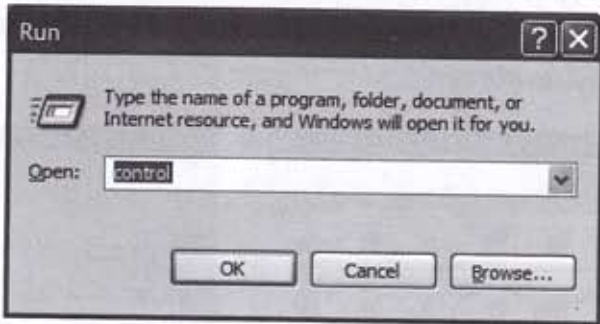 Run
Type the name of a program, folder, document, or
Internet resource, and Windows will open it for you.
Open: control
OK Cancel Browse...